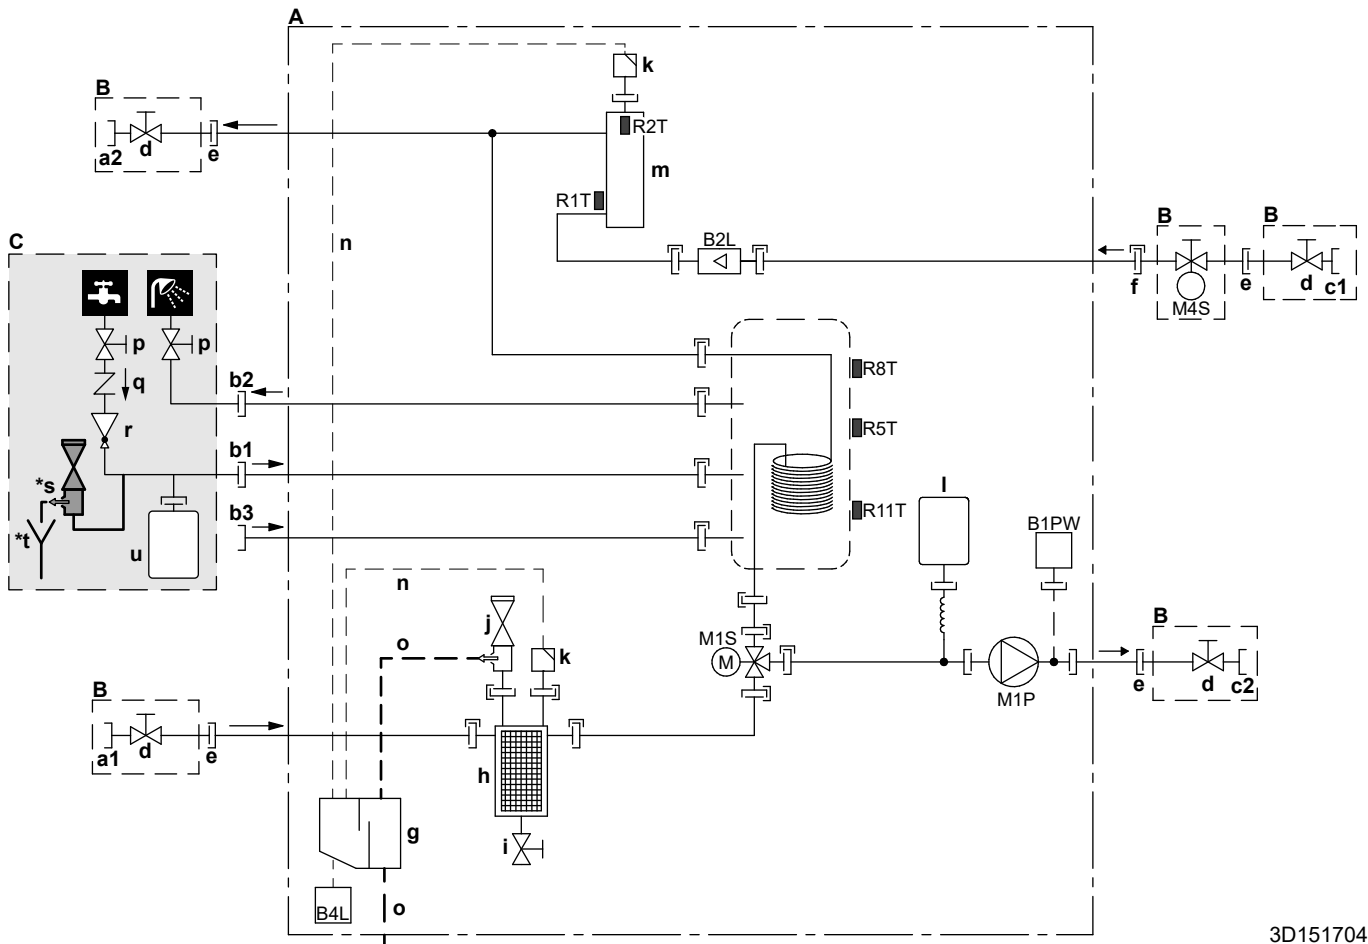 A
k
B
R2T
a2
d
e
m
R1T
C
n
B2L
B
B
f
M4S
e
d
c1
p
p
b2
R8T
q
r
R5T
b1
*s
l
R11T
b3
B1PW
*t
u
n
j
M1S
B
o
k
M
M1P
e
d
c2
B
a1
d
e
h
g
i
B4L
o
3D151704